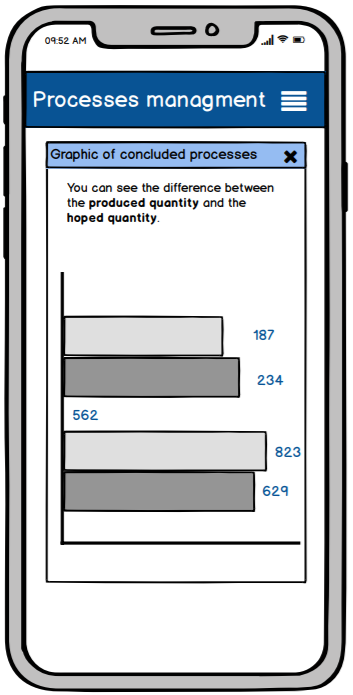 09:52 AM
Processes managment
Graphic of concluded processes
You can see the difference between
the produced quantity and the
hoped quantity.
187
234
562
823
629